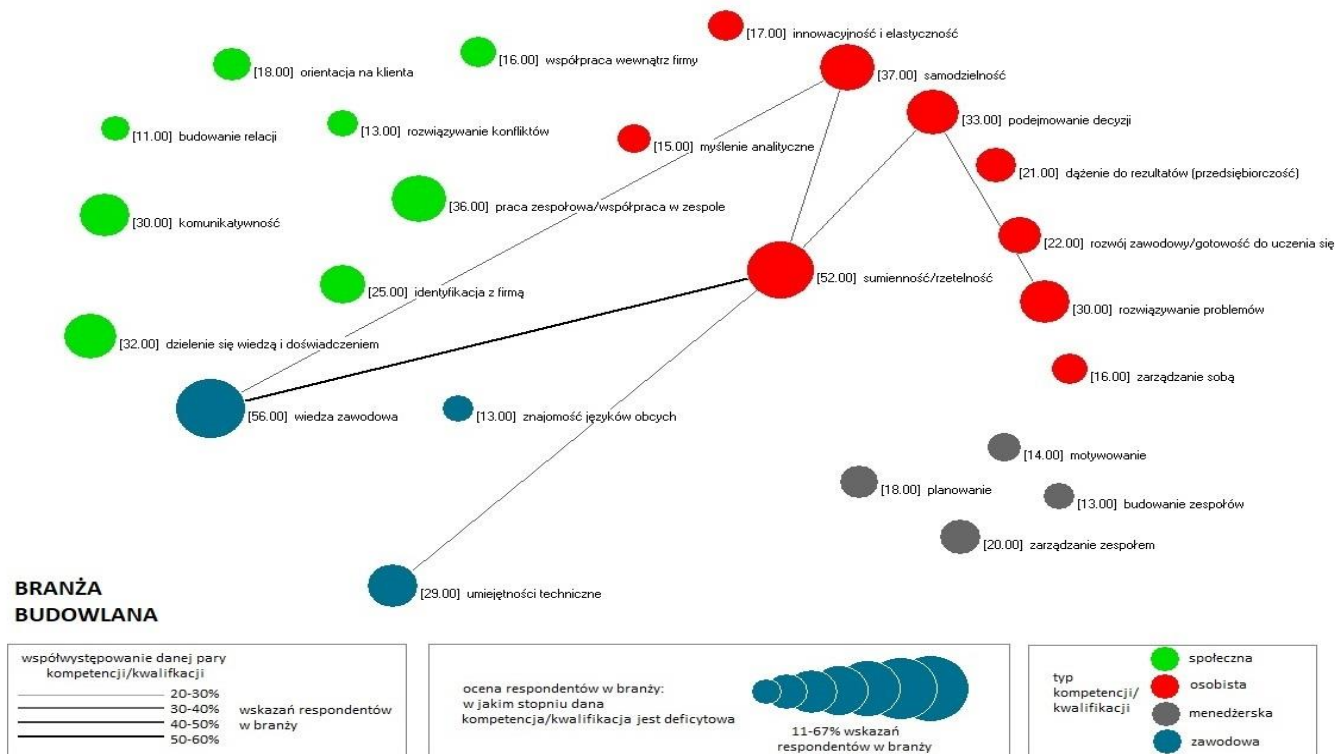 [17.00] innowacyjność i elastyczność
[16.00] współpraca wewnątrz firmy
[18.00] orientacja na klienta
[37.00] samodzielność
[33.00] podejmowanie decyzji
[11.00] budowanie relacji
[13.00] rozwiązywanie konfliktów
[15.00] myślenie analityczne
[21.00] dążenie do rezultatów (przedsiębiorczość)
[36.00] praca zespołowa/współpraca w zespole
[30.00] komunikatywność
[22.00] rozwój zawodowy/gotowość do uczenia się
[52.00] sumienność/rzetelność
[25.00] identyfikacja z firmą
[30.00] rozwiązywanie problemów
[32.00] dzielenie się wiedzą i doświadczeniem
[16.00] zarządzanie sobą
[56.00] wiedza zawodowa
[13.00] znajomość języków obcych
[14.00] motywowanie
[18.00] planowanie
[13.00] budowanie zespołów
[20.00] zarządzanie zespołem
[29.00] umiejętności techniczne
BRANŻA
BUDOWLANA
współwystępowanie danej pary
kompetencji/kwalifkacji
20-30%
30-40%
40-50%
50-60%
wskazań respondentów
w branży
ocena respondentów w branży:
w jakim stopniu dana
kompetencja/kwalifikacja jest deficytowa
11-67% wskazań
respondentów w branży
typ
kompetencji/
kwalifikacji
społeczna
osobista
menedżerska
zawodowa